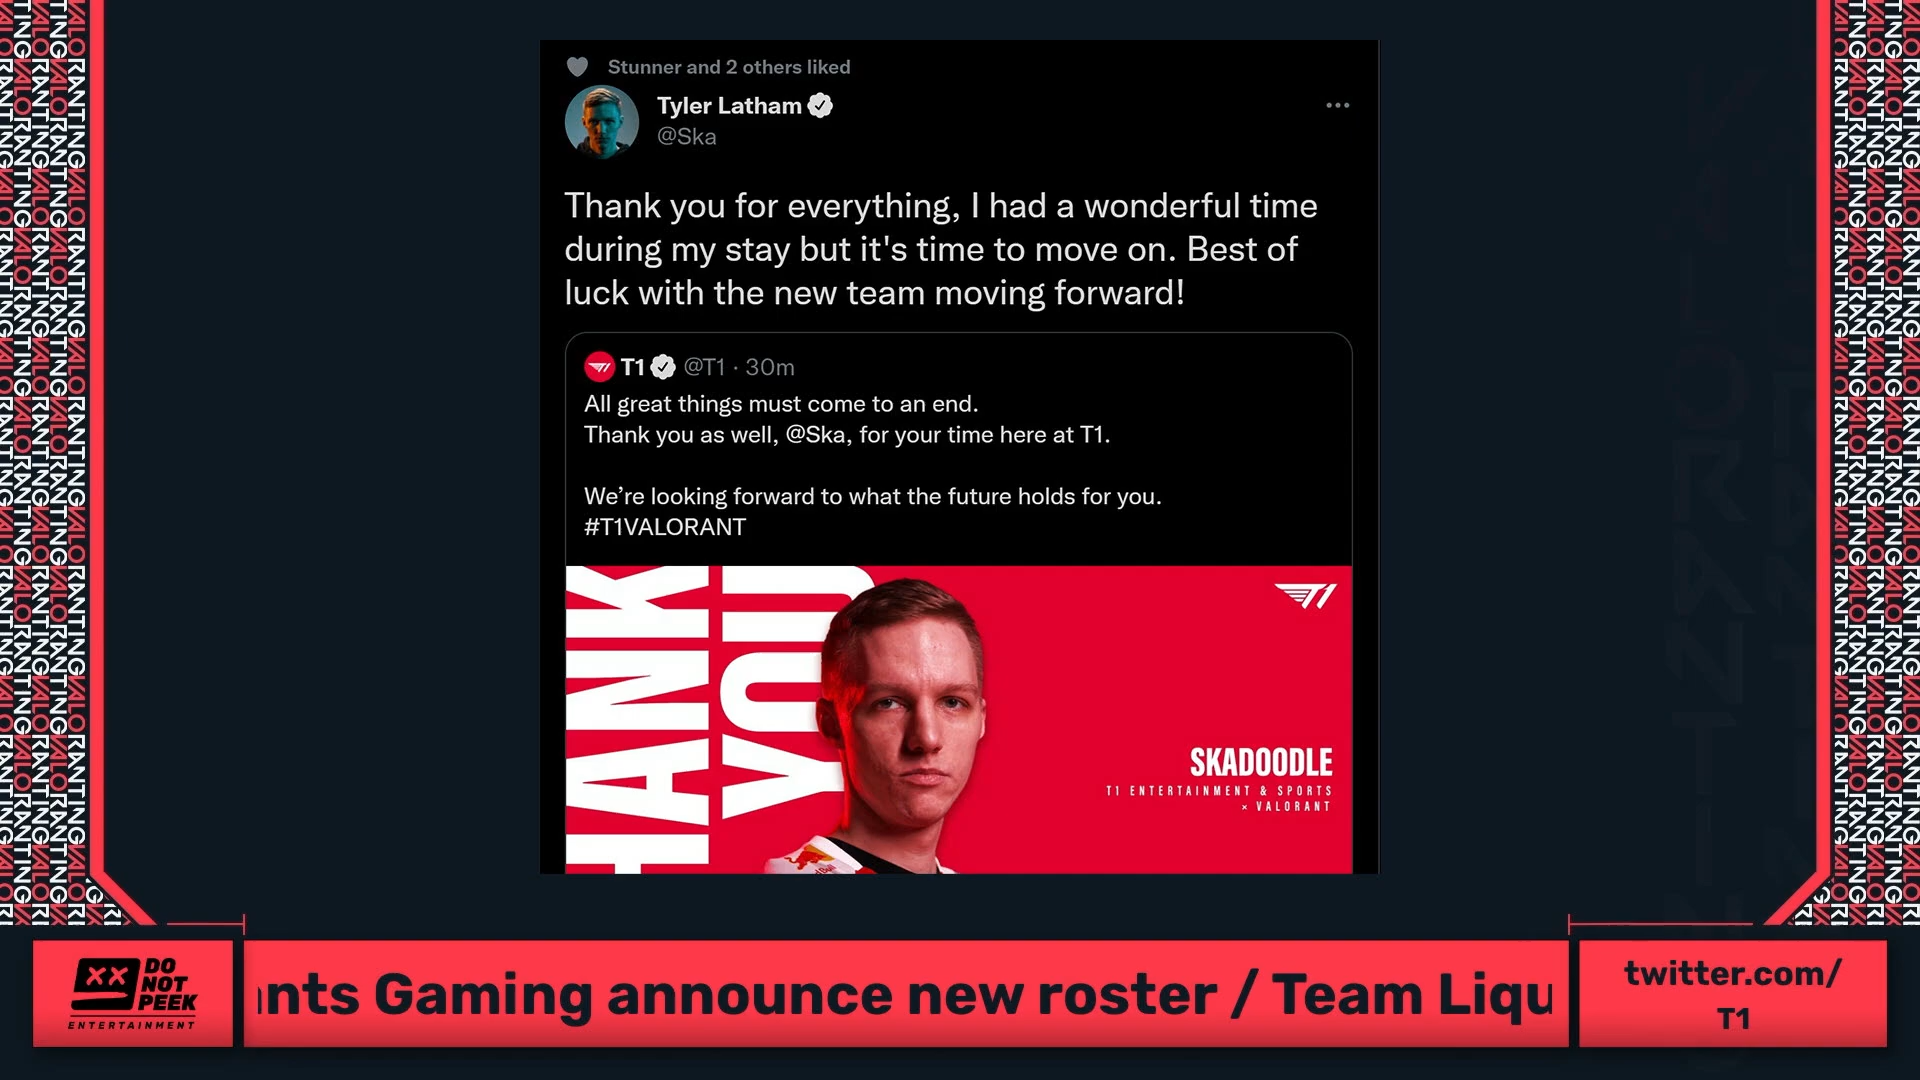 Stunner and 2 others liked
Tyler Latham
@Ska
Thank you for everything, I had a wonderful time
during my stay but it's time to move on. Best of
luck with the new team moving forward!
T1 @T1 · 30m
All great things must come to an end.
Thank you as well, @Ska, for your time here at T1.
We’re looking forward to what the future holds for you.
#T1VALORANT
HANK
YOU
T1
SKADOODLE
T1 ENTERTAINMENT & SPORTS
× VALORANT
DO
NOT
PEEK
ENTERTAINMENT
nts Gaming announce new roster / Team Liqu
twitter.com/
T1
VALORANTING